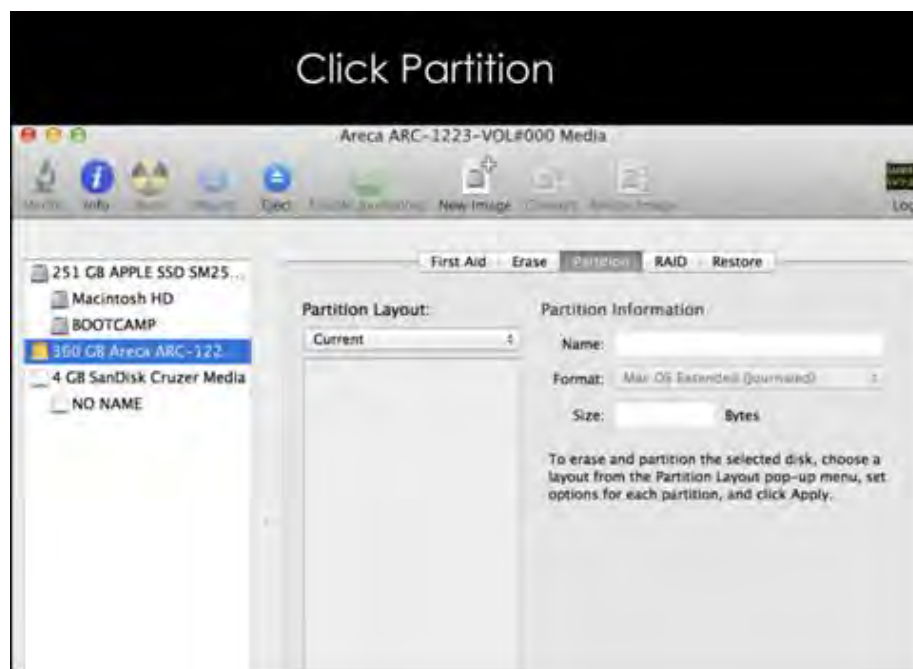 Click Partition
Areca ARC-1223-VOL#000 Media
Info Eject New Image
251 GB APPLE SSD SM25...
Macintosh HD
BOOTCAMP
360 GB Areca ARC-122...
4 GB SanDisk Cruzer Media
NO NAME
First Aid Erase Partition RAID Restore
Partition Layout:
Current
Partition Information
Name:
Format: Mac OS Extended (Journaled)
Size: Bytes
To erase and partition the selected disk, choose a
layout from the Partition Layout pop-up menu, set
options for each partition, and click Apply.